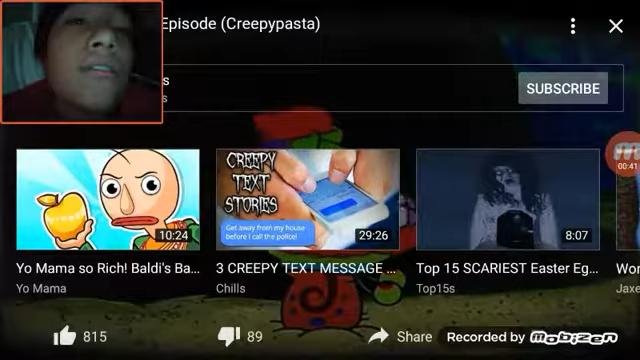 Episode (Creepypasta)
s
s
SUBSCRIBE
CREEPY
TEXT
STORIES
Get away from my house
before I call the police!
10:24
29:26
8:07
00:41
Yo Mama so Rich! Baldi's Ba...
3 CREEPY TEXT MESSAGE ...
Top 15 SCARIEST Easter Eg...
Wor
Yo Mama
Chills
Top15s
Jaxe
815
89
Share
Recorded by mobizen